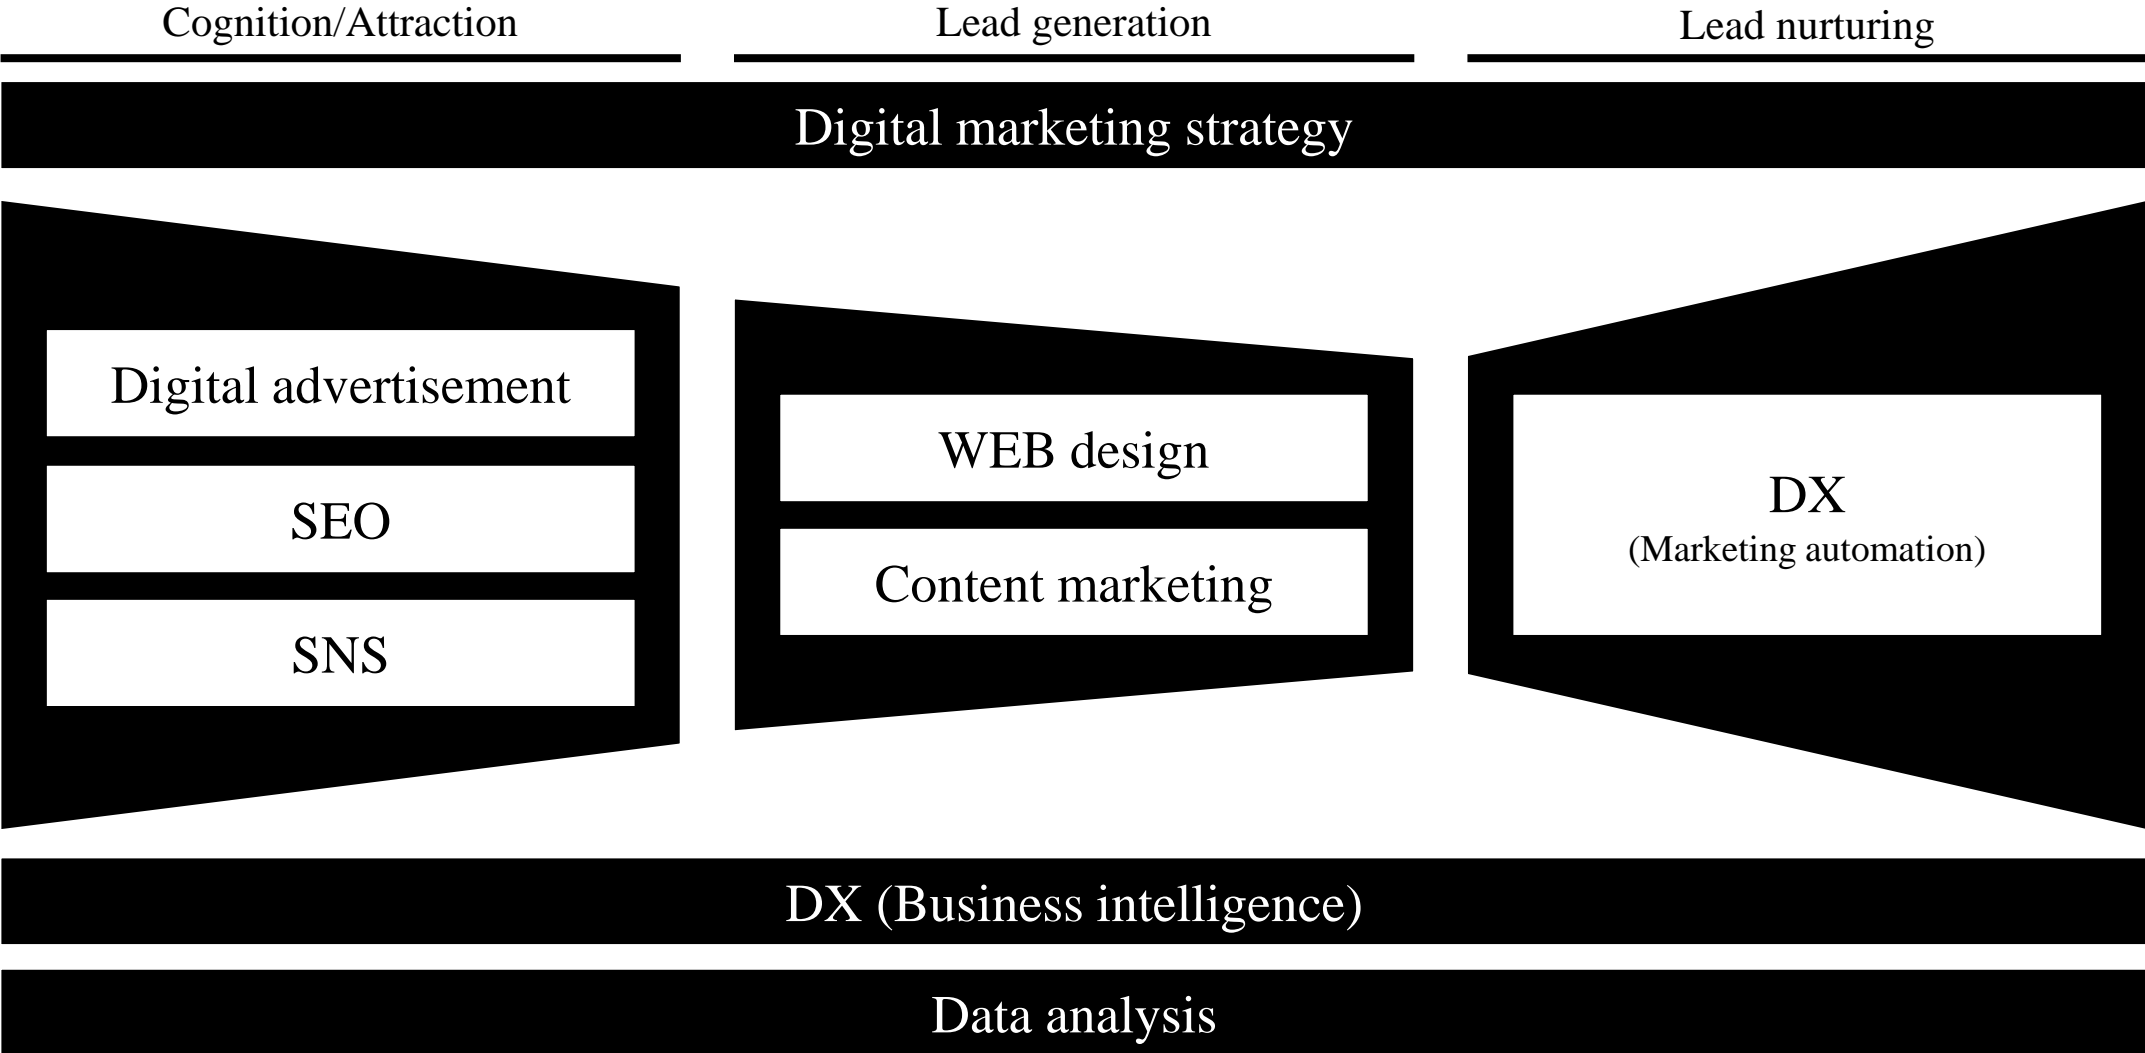 Cognition/Attraction
Lead generation
Lead nurturing
Digital marketing strategy
Digital advertisement
SEO
SNS
WEB design
Content marketing
DX
(Marketing automation)
DX (Business intelligence)
Data analysis